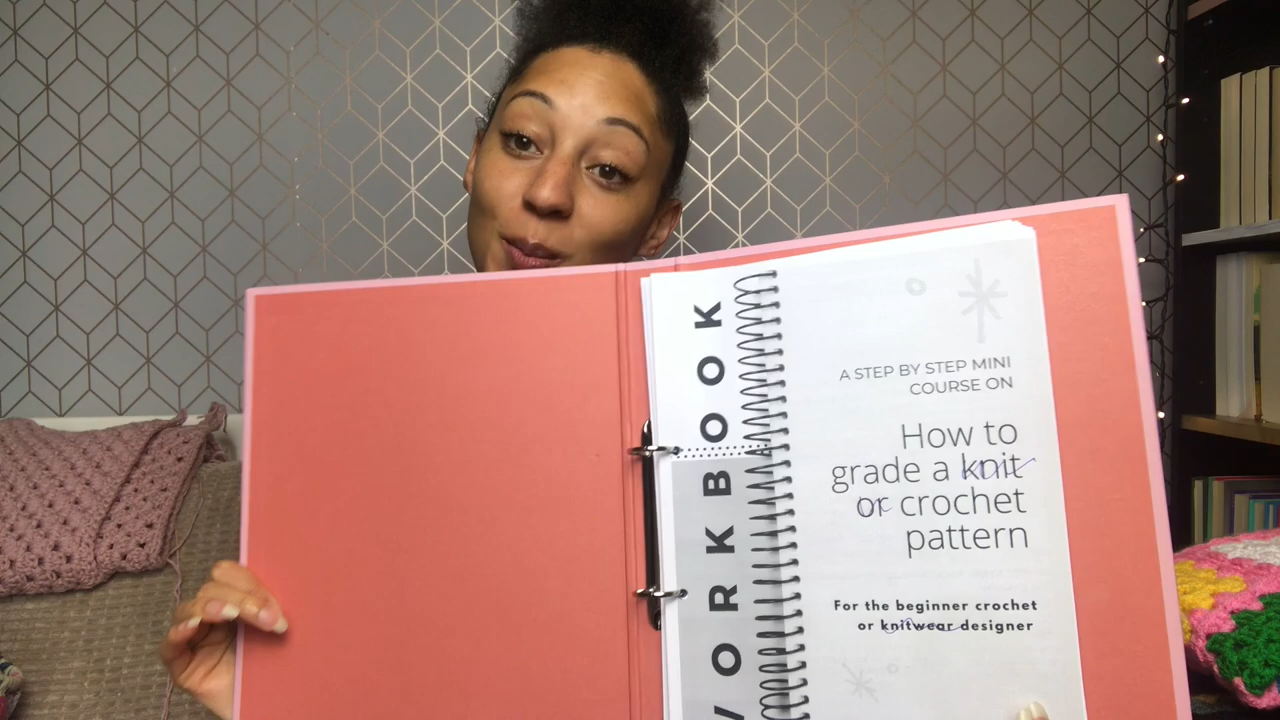 WORKBOOK
A STEP BY STEP MINI
COURSE ON
How to
grade a knit
or crochet
pattern
For the beginner crochet
or knitwear designer